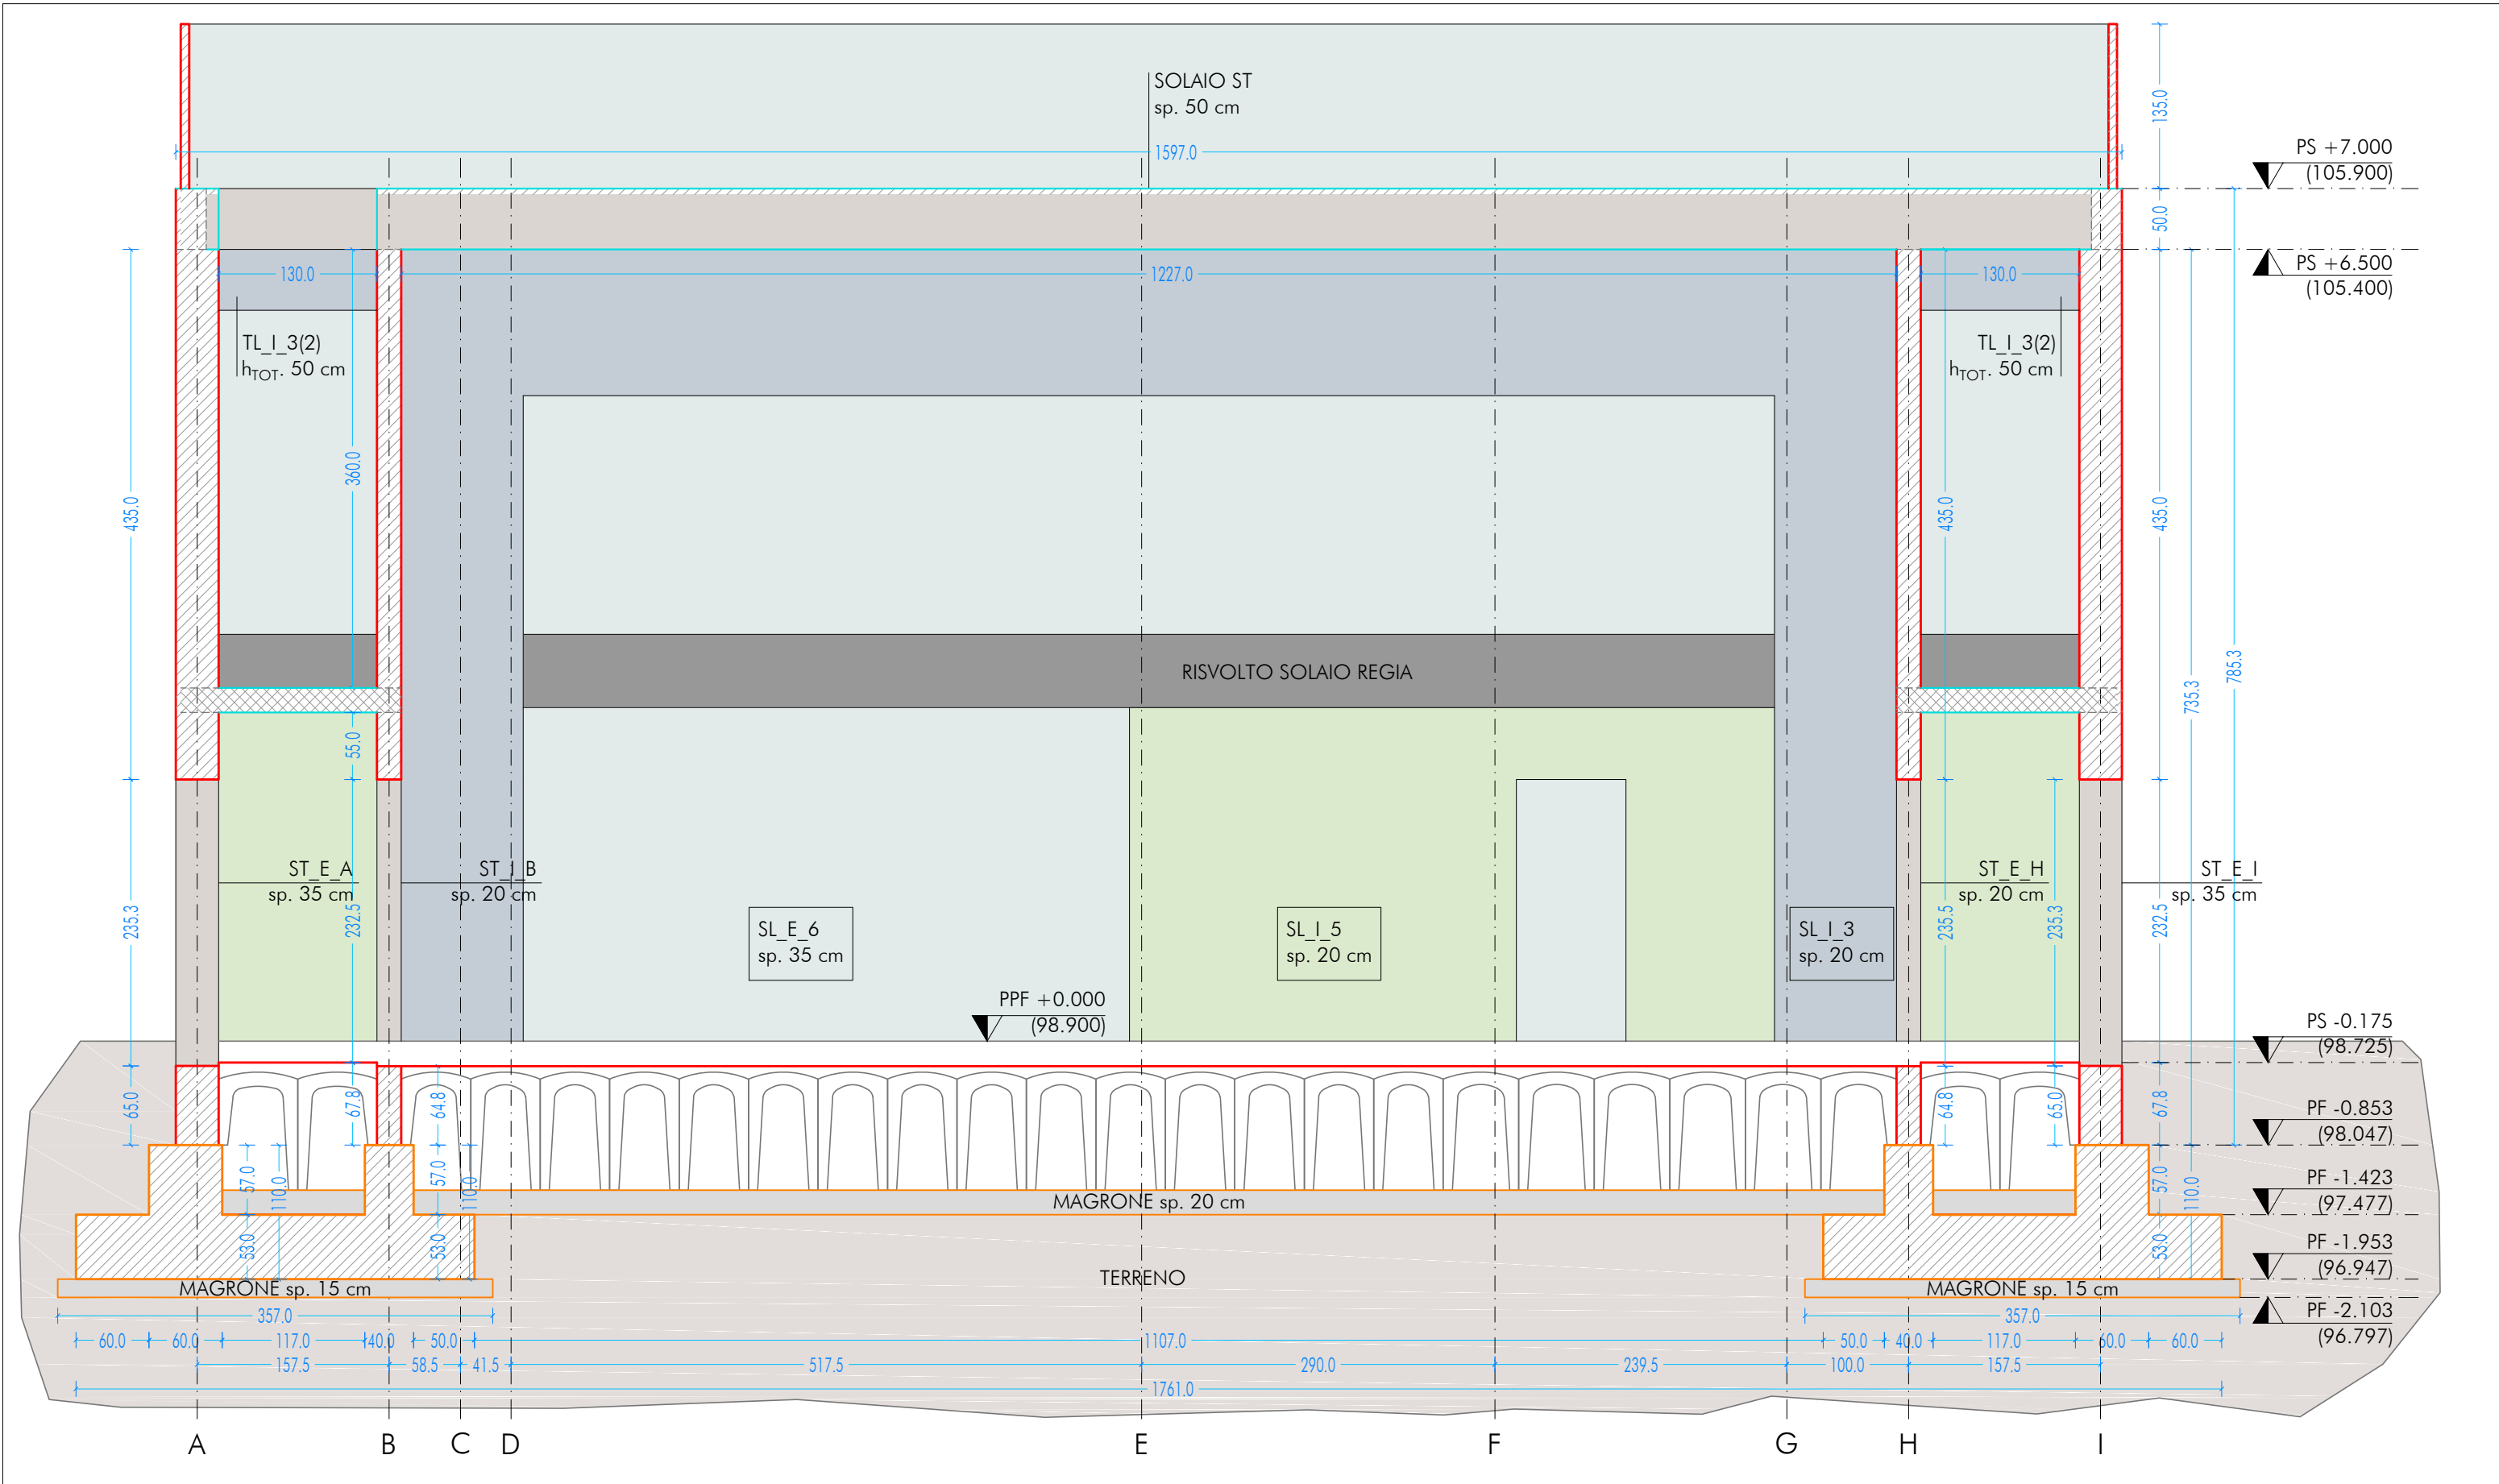 SOLAIO ST
sp. 50 cm
135.0
1597.0
PS +7.000
(105.900)
50.0
PS +6.500
(105.400)
130.0
1227.0
130.0
TL_I_3(2)
hTOT. 50 cm
TL_I_3(2)
hTOT. 50 cm
360.0
435.0
435.0
435.0
RISVOLTO SOLAIO REGIA
785.3
735.3
55.0
ST_E_A
sp. 35 cm
ST_I_B
sp. 20 cm
ST_E_H
sp. 20 cm
ST_E_I
sp. 35 cm
235.3
232.5
235.5
235.3
232.5
SL_E_6
sp. 35 cm
SL_I_5
sp. 20 cm
SL_I_3
sp. 20 cm
PPF +0.000
(98.900)
PS -0.175
(98.725)
65.0
67.8
64.8
64.8
65.0
67.8
PF -0.853
(98.047)
57.0
110.0
57.0
110.0
57.0
110.0
PF -1.423
(97.477)
MAGRONE sp. 20 cm
53.0
53.0
53.0
PF -1.953
(96.947)
TERRENO
MAGRONE sp. 15 cm
MAGRONE sp. 15 cm
PF -2.103
(96.797)
357.0
357.0
60.0
60.0
117.0
40.0
50.0
1107.0
50.0
40.0
117.0
60.0
60.0
157.5
58.5
41.5
517.5
290.0
239.5
100.0
157.5
1761.0
A
B
C
D
E
F
G
H
I